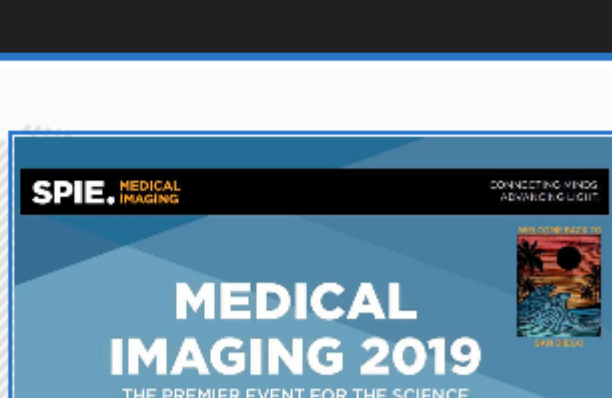 SPIE. MEDICAL
IMAGING
CONNECTING MINDS.
ADVANCING LIGHT.
WELCOME BACK TO
SAN DIEGO
MEDICAL
IMAGING 2019
THE PREMIER EVENT FOR THE SCIENCE